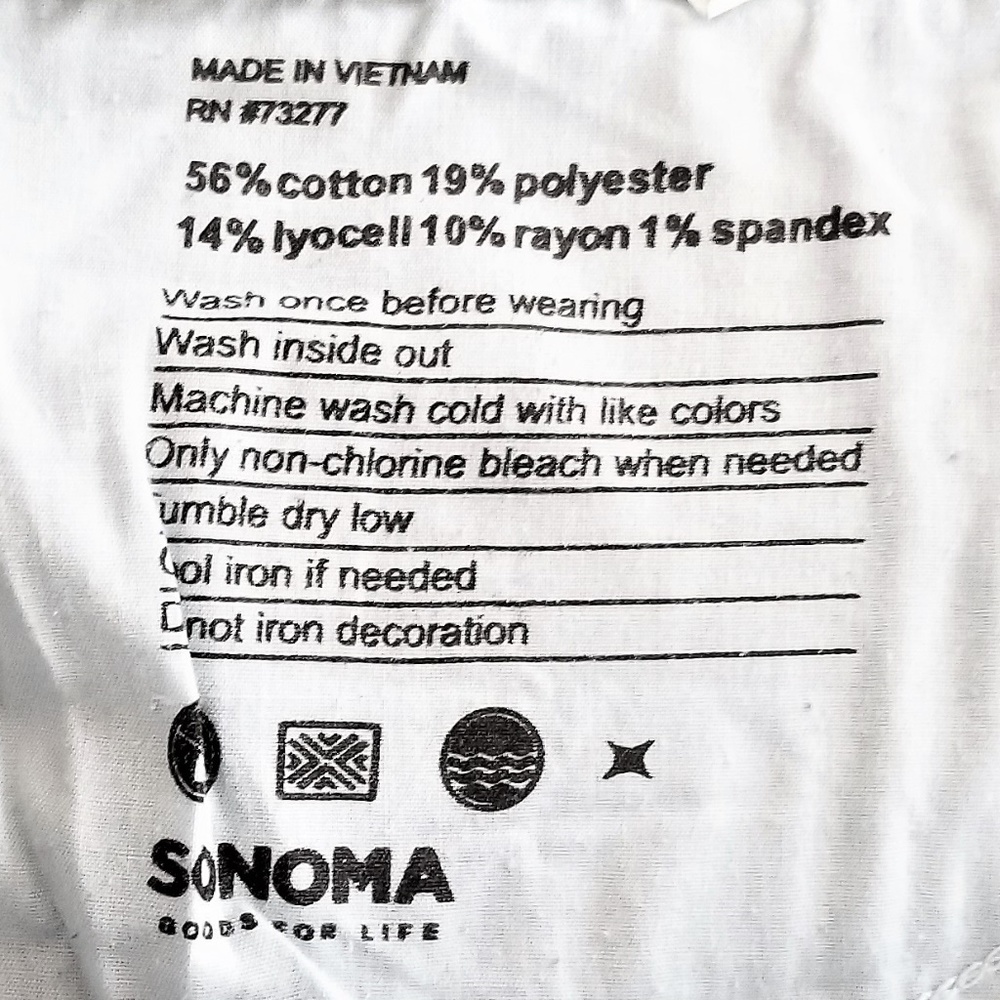 MADE IN VIETNAM
RN #73277
56% cotton 19% polyester
14% lyocell 10% rayon 1% spandex
Wash once before wearing
Wash inside out
Machine wash cold with like colors
Only non-chlorine bleach when needed
Tumble dry low
iron if needed
not iron decoration
SONOMA
GOODS FOR LIFE